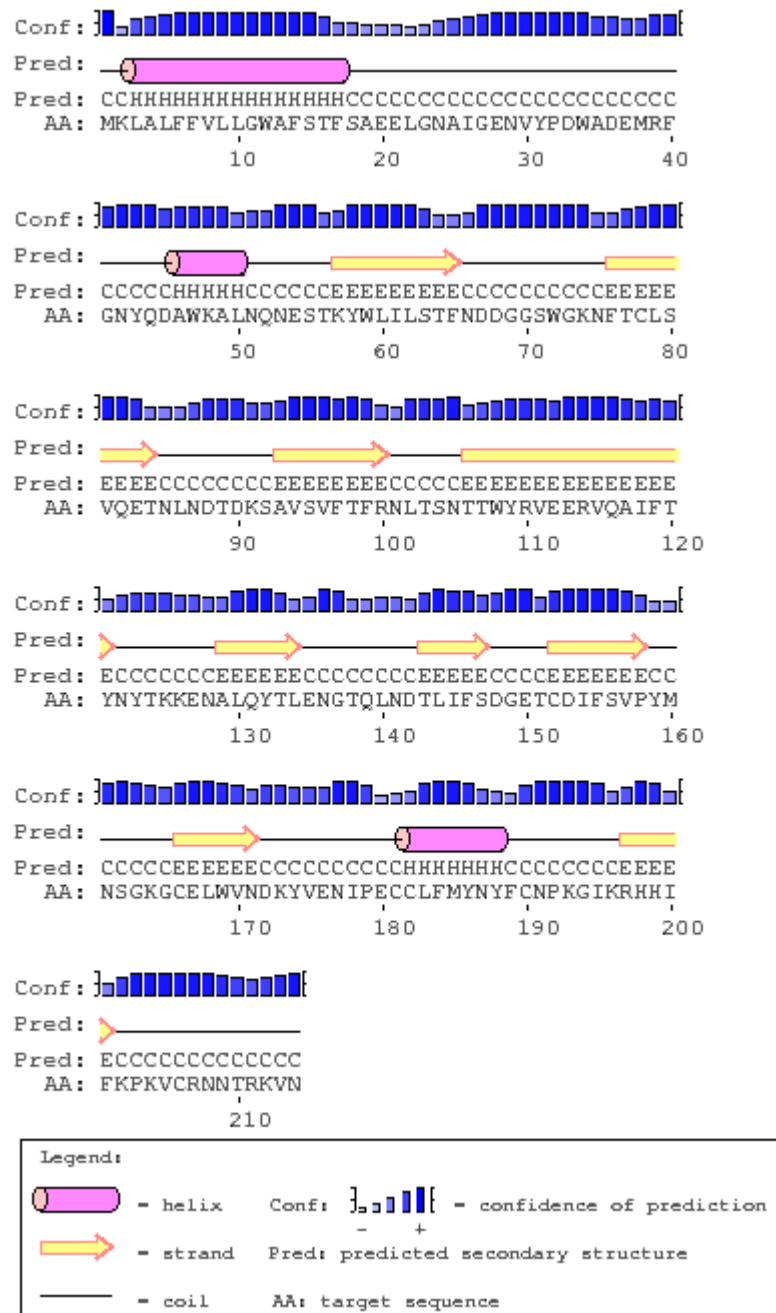 Conf:
Pred:
Pred: CCHHHHHHHHHHHHHHHCCCCCCCCCCCCCCCCCCCCCCC
AA: MKLALFFVLLGWAFSTFSAEELGNAIGENVYPDWADEMRF
10 20 30 40
Conf:
Pred:
Pred: CCCCCHHHHHCCCCCCEEEEEEEEECCCCCCCCCCEEEEE
AA: GNYQDAWKALNQNESTKYWLILSTFNDDGGSWGKNFTCLS
50 60 70 80
Conf:
Pred:
Pred: EEEECCCCCCCCEEEEEEEECCCCCEEEEEEEEEEEEEEE
AA: VQETNLNDTDKSAVSVFTFRNLTSNTTWYRVEERVQAIFT
90 100 110 120
Conf:
Pred:
Pred: ECCCCCCCEEEEEECCCCCCCCEEEEECCCCEEEEEEECC
AA: YNYTKKENALQYTLENGTQLNDTLIFSDGETCDIFSVPYM
130 140 150 160
Conf:
Pred:
Pred: CCCCCEEEEEECCCCCCCCCCHHHHHHHCCCCCCCCEEEE
AA: NSGKGCELWVNDKYVENIPECCLFMYNYFCNPKGIKRHHI
170 180 190 200
Conf:
Pred:
Pred: ECCCCCCCCCCCCC
AA: FKPKVCRNNTRKVN
210
Legend:
= helix Conf: = confidence of prediction
- +
= strand Pred: predicted secondary structure
= coil AA: target sequence